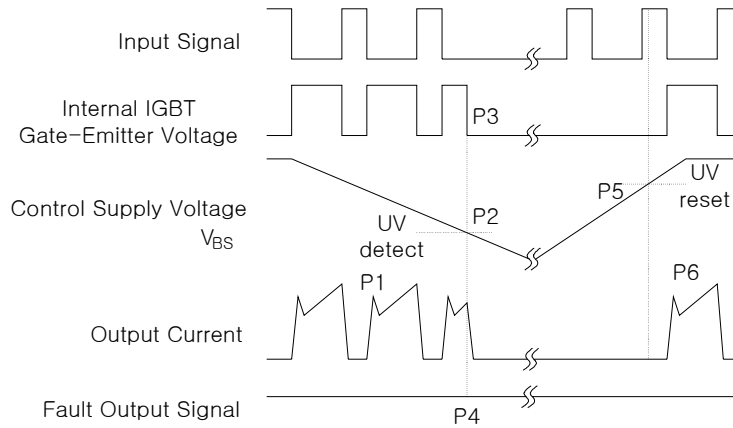 Input Signal
Internal IGBT
Gate-Emitter Voltage
P3
Control Supply Voltage
VBS
UV
detect
P2
P5
UV
reset
P1
P6
Output Current
Fault Output Signal
P4